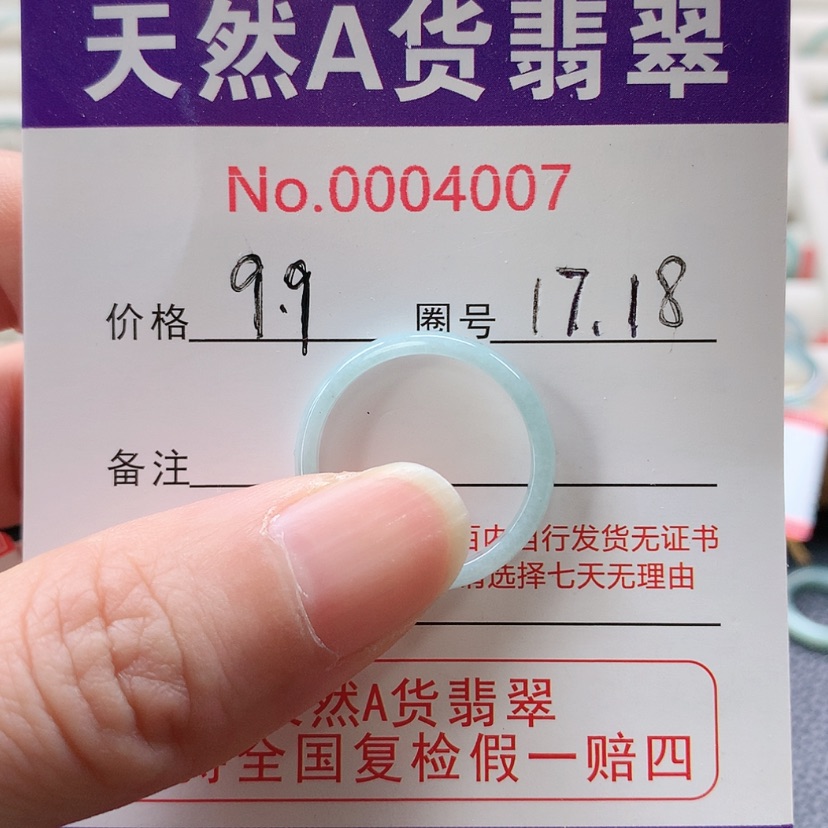 天然A货翡翠
No.0004007
价格 9.9 圈号 17.18
备注
内自行发货无证书
选择七天无理由
然A货翡翠
全国复检假一赔四